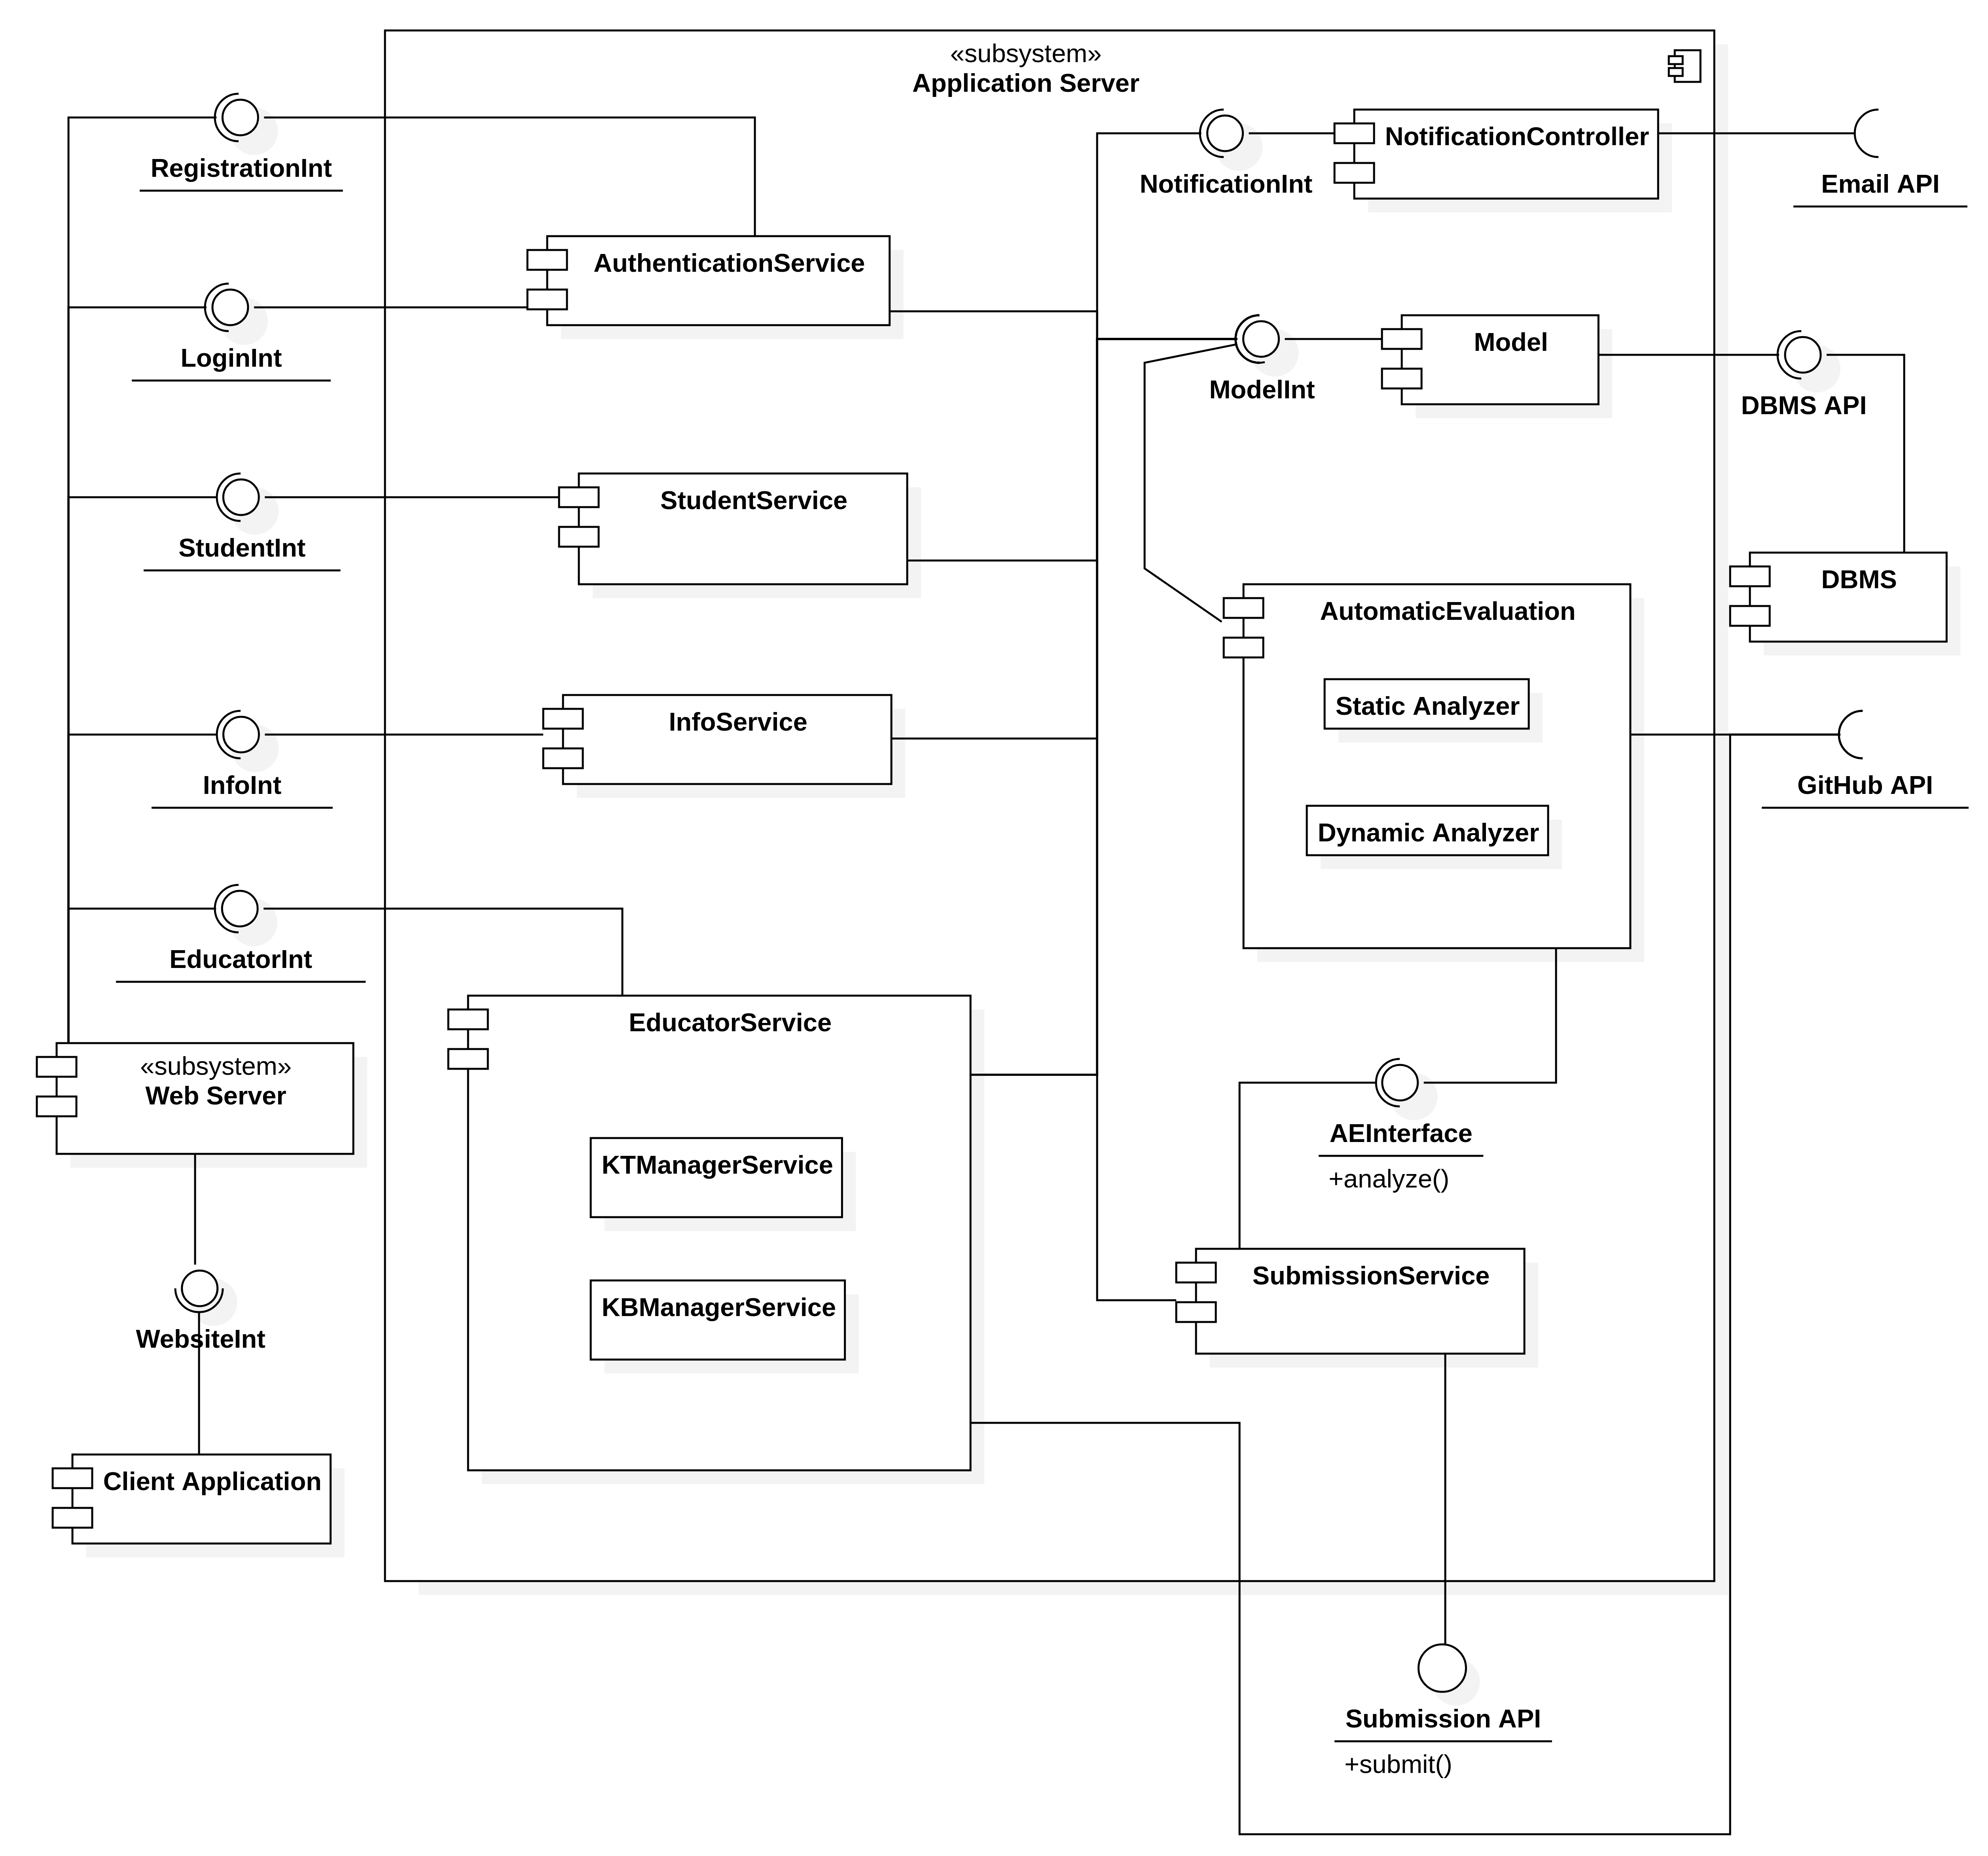 «subsystem»
Application Server
RegistrationInt
NotificationInt
NotificationController
Email API
AuthenticationService
LoginInt
ModelInt
Model
DBMS API
StudentInt
StudentService
AutomaticEvaluation
DBMS
Static Analyzer
InfoInt
InfoService
GitHub API
Dynamic Analyzer
EducatorInt
EducatorService
«subsystem»
Web Server
AEInterface
+analyze()
KTManagerService
SubmissionService
KBManagerService
WebsiteInt
Client Application
Submission API
+submit()